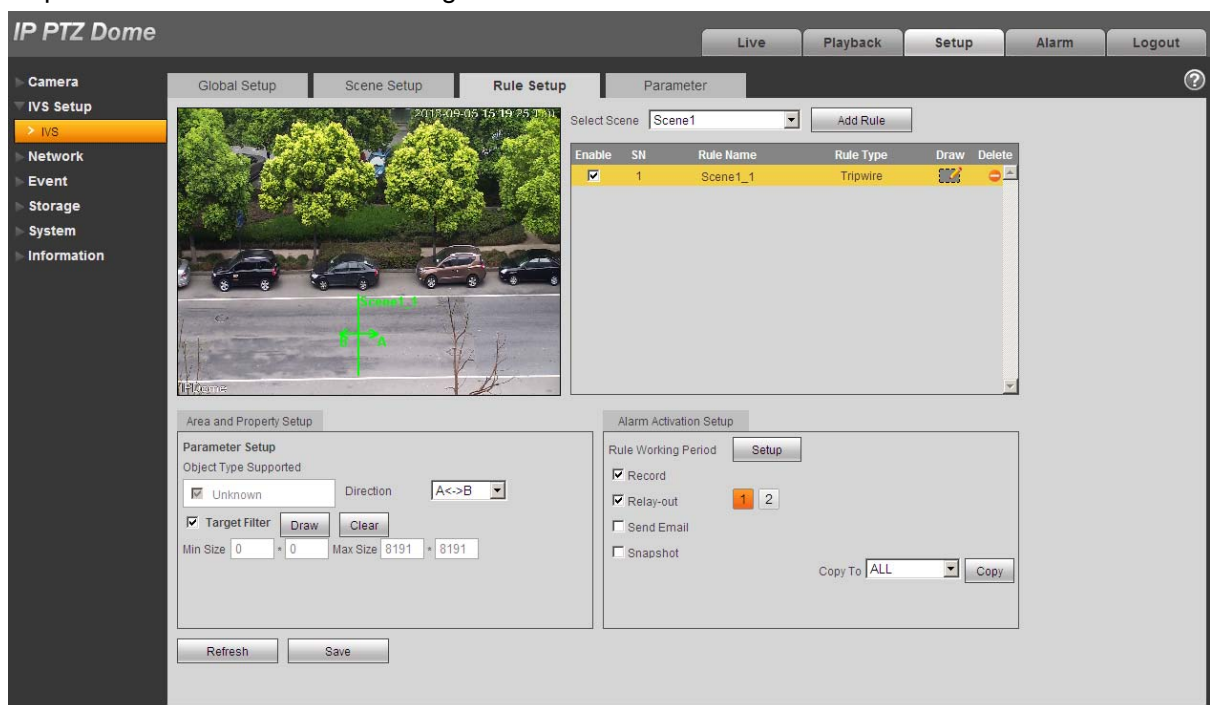 IP PTZ Dome
Live Playback Setup Alarm Logout
Camera
IVS Setup
> IVS
Network
Event
Storage
System
Information
Global Setup Scene Setup Rule Setup Parameter
?
Select Scene Scene1 Add Rule
Enable SN Rule Name Rule Type Draw Delete
1 Scene1_1 Tripwire
Scene1_1
B A
Area and Property Setup
Parameter Setup
Object Type Supported
Unknown Direction A<->B
Target Filter Draw Clear
Min Size 0 * 0 Max Size 8191 * 8191
Alarm Activation Setup
Rule Working Period Setup
Record
Relay-out 1 2
Send Email
Snapshot
Copy To ALL Copy
Refresh Save